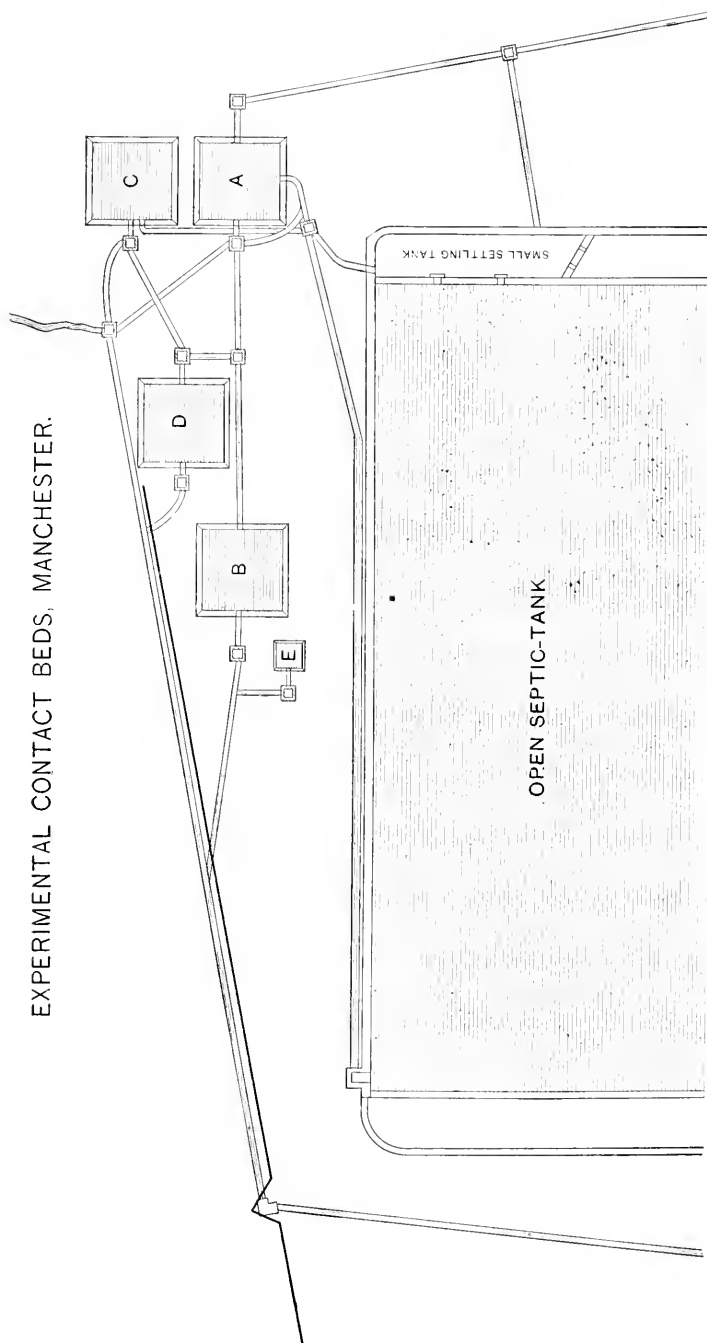 EXPERIMENTAL CONTACT BEDS, MANCHESTER.
C
A
D
B
E
SMALL SETTLING TANK
OPEN SEPTIC-TANK